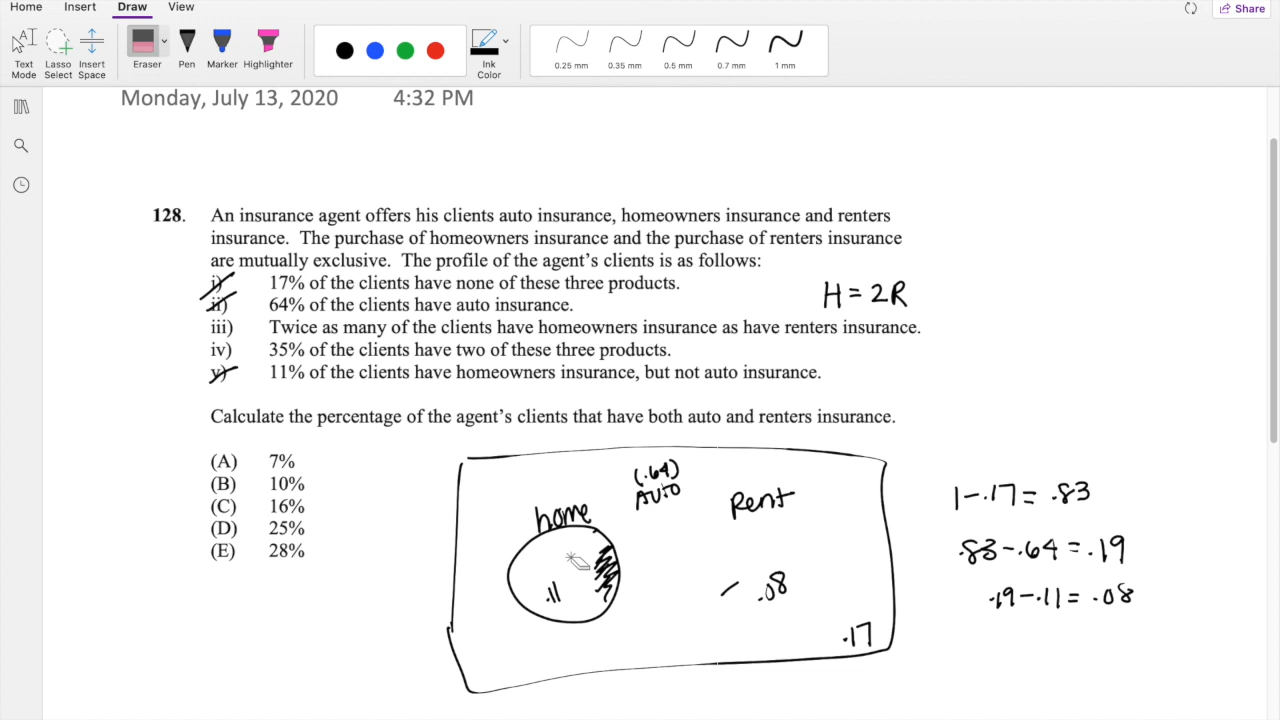 Home Insert Draw View Share
Text Mode Lasso Select Insert Space Eraser Pen Marker Highlighter Ink Color 0.25 mm 0.35 mm 0.5 mm 0.7 mm 1 mm
Monday, July 13, 2020 4:32 PM
128. An insurance agent offers his clients auto insurance, homeowners insurance and renters
insurance. The purchase of homeowners insurance and the purchase of renters insurance
are mutually exclusive. The profile of the agent's clients is as follows:
i) 17% of the clients have none of these three products.
ii) 64% of the clients have auto insurance.
H = 2R
iii) Twice as many of the clients have homeowners insurance as have renters insurance.
iv) 35% of the clients have two of these three products.
v) 11% of the clients have homeowners insurance, but not auto insurance.
Calculate the percentage of the agent's clients that have both auto and renters insurance.
(A) 7%
(B) 10%
(C) 16%
(D) 25%
(E) 28%
(.64)
AUTO
home
Rent
.11
.08
.17
1-.17 = .83
.83-.64 = .19
.19-.11 = .08